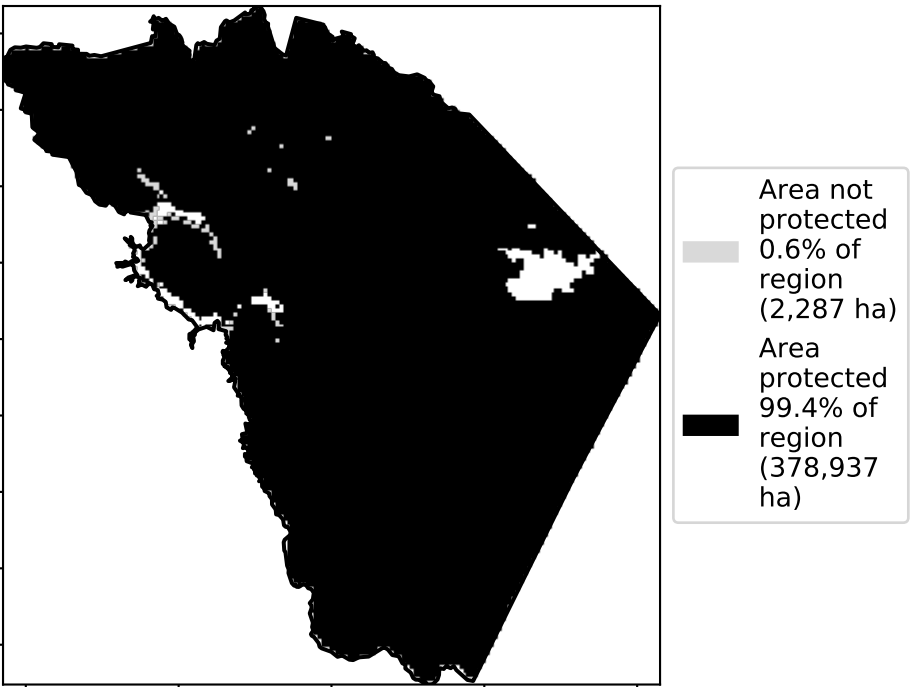 Area not
protected
0.6% of
region
(2,287 ha)
Area
protected
99.4% of
region
(378,937
ha)